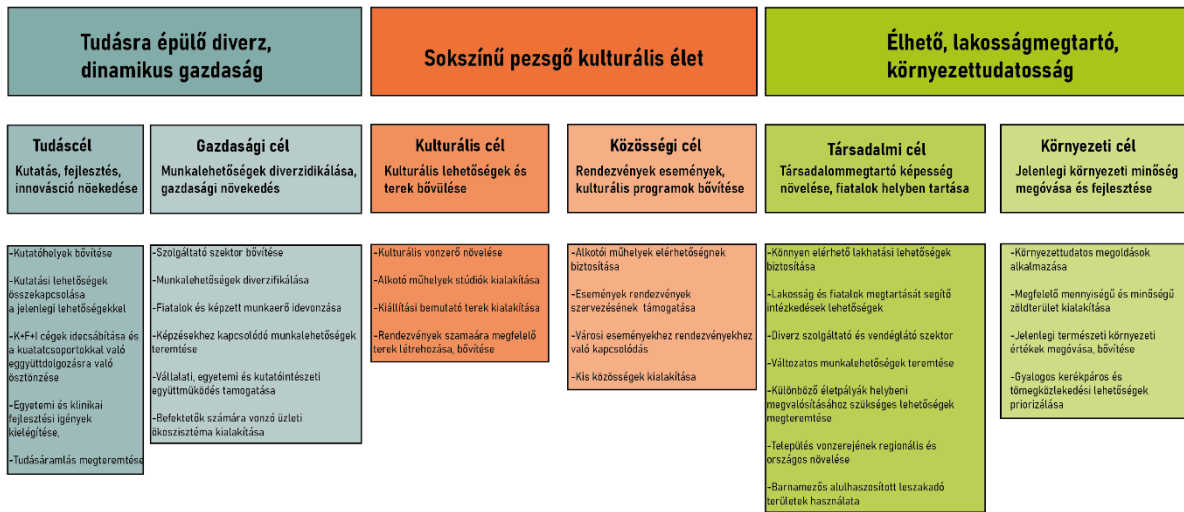 Tudásra épülő diverz,
dinamikus gazdaság
Sokszínű pezsgő kulturális élet
Élhető, lakosságmegtartó,
környezettudatosság
Tudáscél
Kutatás, fejlesztés,
innovásció nöekedése
Gazdasági cél
Munkalehetőségek diverzidikálása,
gazdasági növekedés
Kulturális cél
Kulturális lehetőségek és
terek bővülése
Közösségi cél
Rendezvények események,
kulturális programok bővítése
Társadalmi cél
Társadalommegtartó képesség
növelése, fiatalok helyben tartása
Környezeti cél
Jelenlegi környezeti minőség
megóvása és fejlesztése
-Kutatóhelyek bővítése
-Kutatási lehetőségek
összekapcsolása
a jelenlegi lehetőségekkel
-K+F+I cégek idecsábítása és
a kuatatcsoportokkal való
eggyüttdolgozásra való
ösztönzése
-Egyetemi és klinikai
fejlesztési igények
kielégítése,
-Tudásáramlás megteremtése
-Szolgáltató szektor bővítése
-Munkalehetőségek diverzifikálása
-Fiatalok és képzett munkaerő idevonzása
-Képzésekhez kapcsolódó munkalehetőségek
teremtése
-Vállalati, egyetemi és kutatóintézeti
együttmüködés tamogatása
-Befektetők számára vonzó üzleti
ökoszisztéma kialakítása
-Kulturális vonzerő növelése
-Alkotó műhelyek stúdiók kialakítása
-Kiállítási bemutató terek kialakítása
-Rendezvények szamaára megfelelő
terek létrehozása, bővítése
-Alkotói műhelyek elérhetőségnek
biztosítása
-Események rendezvények
szervezésének támogatása
-Városi eseményekhez rendezvényekhez
való kapcsolódás
-Kis közösségek kialakítása
-Könnyen elérhető lakhatási lehetőségek
biztosítása
-Lakosság és fiatalok megtartását segítő
intézkedések lehetőségek
-Diverz szolgáltató és vendéglátó szektor
-Változatos munkalehetőségek teremtése
-Különböző életpályák helybeni
megvalósításához szükséges lehetőségek
megteremtése
-Település vonzerejének regionális és
országos növelése
-Barnamezős alulhaszosított leszakadó
területek használata
-Környezettudatos megoldások
alkalmazása
-Megfelelő mennyiségű és minőségű
zöldterület kialakítása
-Jelenlegi természeti környezeti
értékek megóvása, bővítése
-Gyalogos kerékpáros és
tömegközlekedési lehetőségek
priorizálása